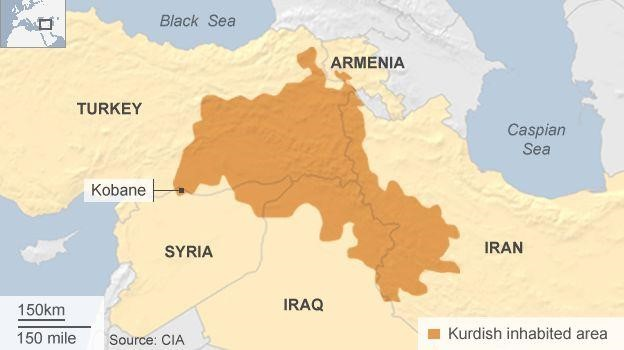 Black Sea
ARMENIA
TURKEY
Caspian
Sea
Kobane
SYRIA
IRAN
IRAQ
150km
150 mile
Source: CIA
Kurdish inhabited area